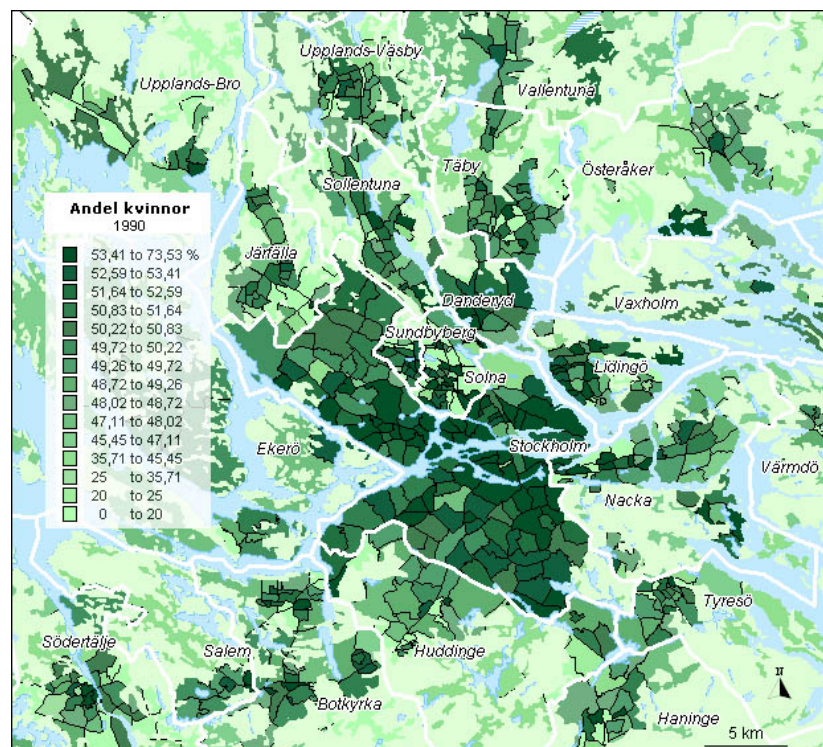 Upplands-Väsby
Upplands-Bro
Vallentuna
Täby
Österåker
Sollentuna
Andel kvinnor
1990
53,41 to 73,53 %
52,59 to 53,41
51,64 to 52,59
50,83 to 51,64
50,22 to 50,83
49,72 to 50,22
49,26 to 49,72
48,72 to 49,26
48,02 to 48,72
47,11 to 48,02
45,45 to 47,11
35,71 to 45,45
25 to 35,71
20 to 25
0 to 20
Järfälla
Danderyd
Vaxholm
Sundbyberg
Solna
Lidingö
Ekerö
Stockholm
Värmdö
Nacka
Tyresö
Södertälje
Salem
Huddinge
Botkyrka
Haninge
N
5 km